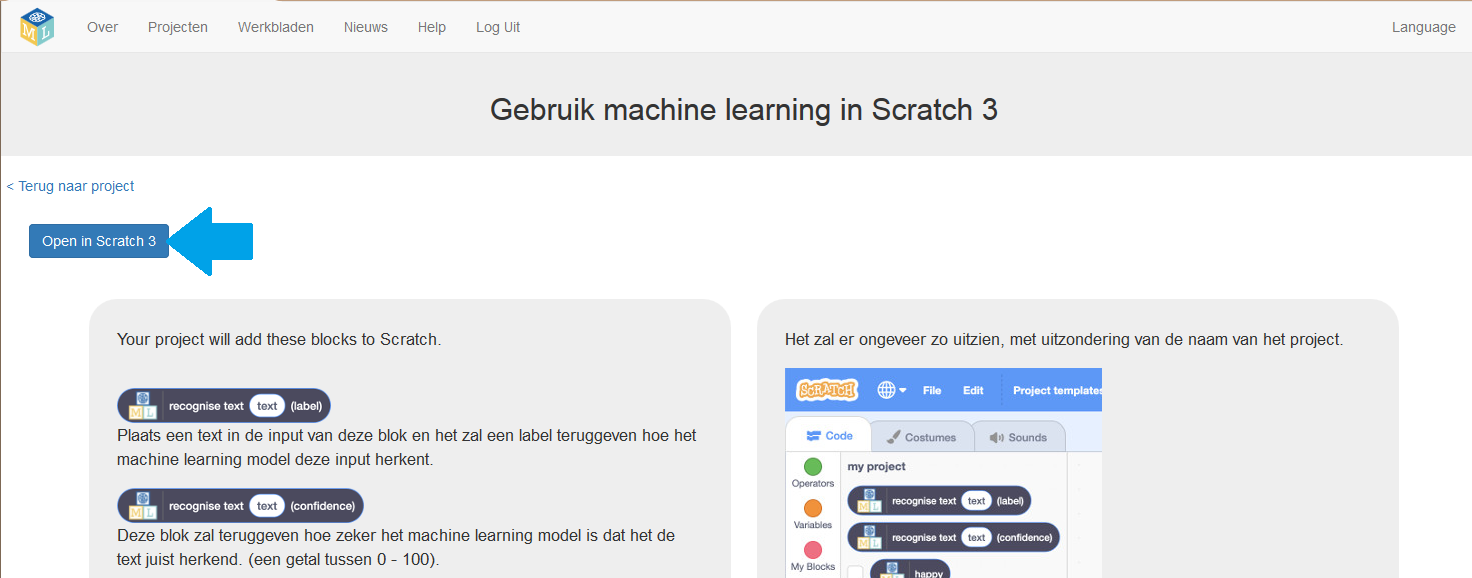 ML
Over
Projecten
Werkbladen
Nieuws
Help
Log Uit
Language
Gebruik machine learning in Scratch 3
< Terug naar project
Open in Scratch 3
Your project will add these blocks to Scratch.
ML recognise text text (label)
Plaats een text in de input van deze blok en het zal een label teruggeven hoe het
machine learning model deze input herkent.
ML recognise text text (confidence)
Deze blok zal teruggeven hoe zeker het machine learning model is dat het de
text juist herkend. (een getal tussen 0 - 100).
Het zal er ongeveer zo uitzien, met uitzondering van de naam van het project.
SCRATCH File Edit Project templates
Code Costumes Sounds
Operators
Variables
My Blocks
my project
ML recognise text text (label)
ML recognise text text (confidence)
ML happy